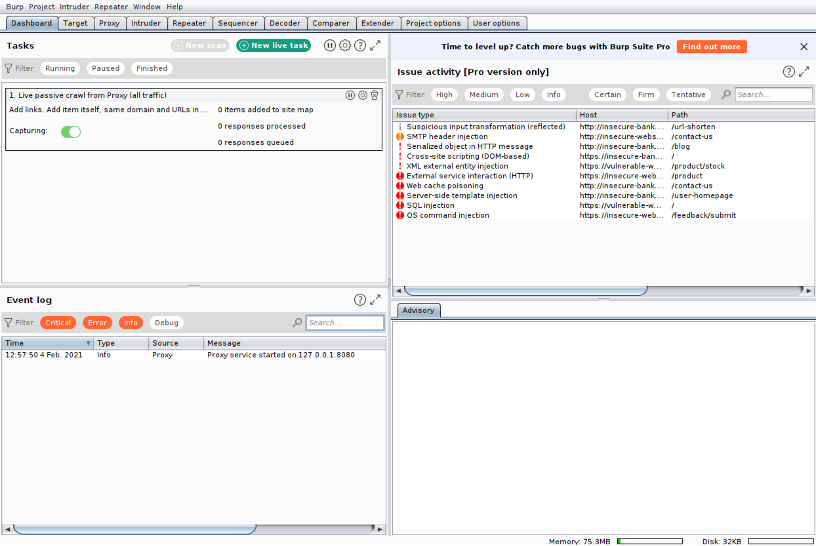 Burp Project Intruder Repeater Window Help
Dashboard Target Proxy Intruder Repeater Sequencer Decoder Comparer Extender Project options User options
Tasks
New scan
New live task
Filter Running Paused Finished
1. Live passive crawl from Proxy (all traffic)
Add links. Add item itself, same domain and URLs in ...
0 items added to site map
Capturing:
0 responses processed
0 responses queued
Event log
Filter Critical Error Info Debug Search...
Time Type Source Message
12:57:50 4 Feb. 2021 Info Proxy Proxy service started on 127.0.0.1:8080
Time to level up? Catch more bugs with Burp Suite Pro Find out more
Issue activity [Pro version only]
Filter High Medium Low Info Certain Firm Tentative Search...
Issue type Host Path
Suspicious input transformation (reflected) http://insecure-bank.... /url-shorten
SMTP header injection http://insecure-webs... /contact-us
Serialized object in HTTP message http://insecure-bank.... /blog
Cross-site scripting (DOM-based) https://insecure-ban... /
XML external entity injection https://vulnerable-w... /product/stock
External service interaction (HTTP) https://insecure-web... /product
Web cache poisoning http://insecure-bank.... /contact-us
Server-side template injection http://insecure-bank.... /user-homepage
SQL injection https://vulnerable-w... /
OS command injection https://insecure-web... /feedback/submit
Advisory
Memory: 75.3MB Disk: 32KB